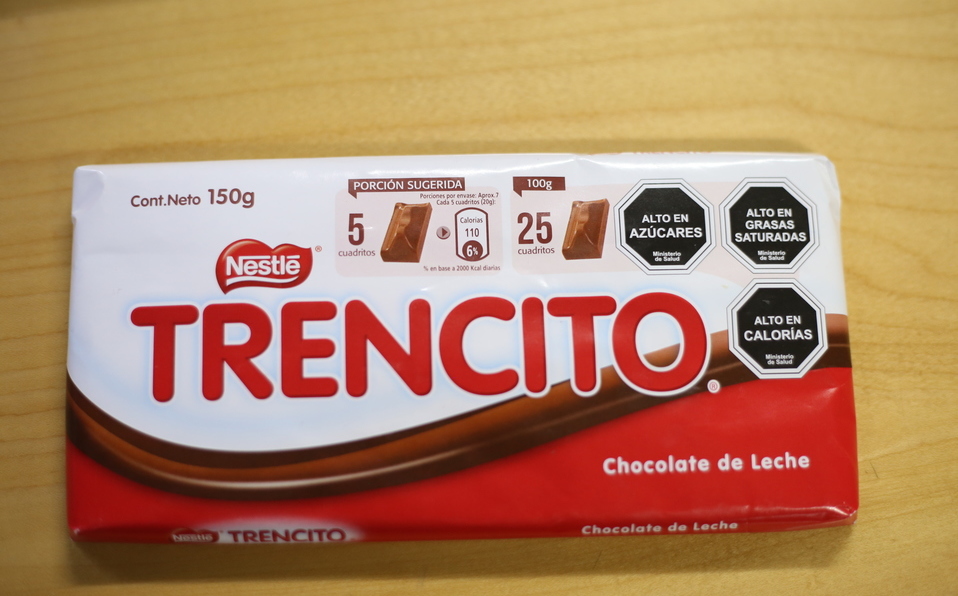 Cont.Neto 150g
PORCIÓN SUGERIDA
Porciones por envase: Aprox.7
Cada 5 cuadritos (20g):
5
cuadritos
Calorías
110
6%
% en base a 2000 Kcal diarias
100g
25
cuadritos
ALTO EN
AZÚCARES
Ministerio
de Salud
ALTO EN
GRASAS
SATURADAS
Ministerio
de Salud
Nestlé®
TRENCITO®
ALTO EN
CALORÍAS
Ministerio
de Salud
Chocolate de Leche
Nestlé TRENCITO
Chocolate de Leche